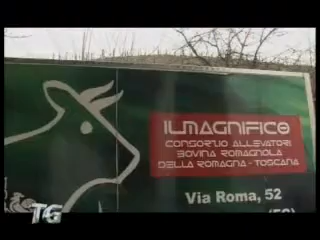 ILMAGNIFICO
CONSORZIO ALLEVATORI
BOVINA ROMAGNOLA
DELLA ROMAGNA - TOSCANA
Via Roma, 52
TG